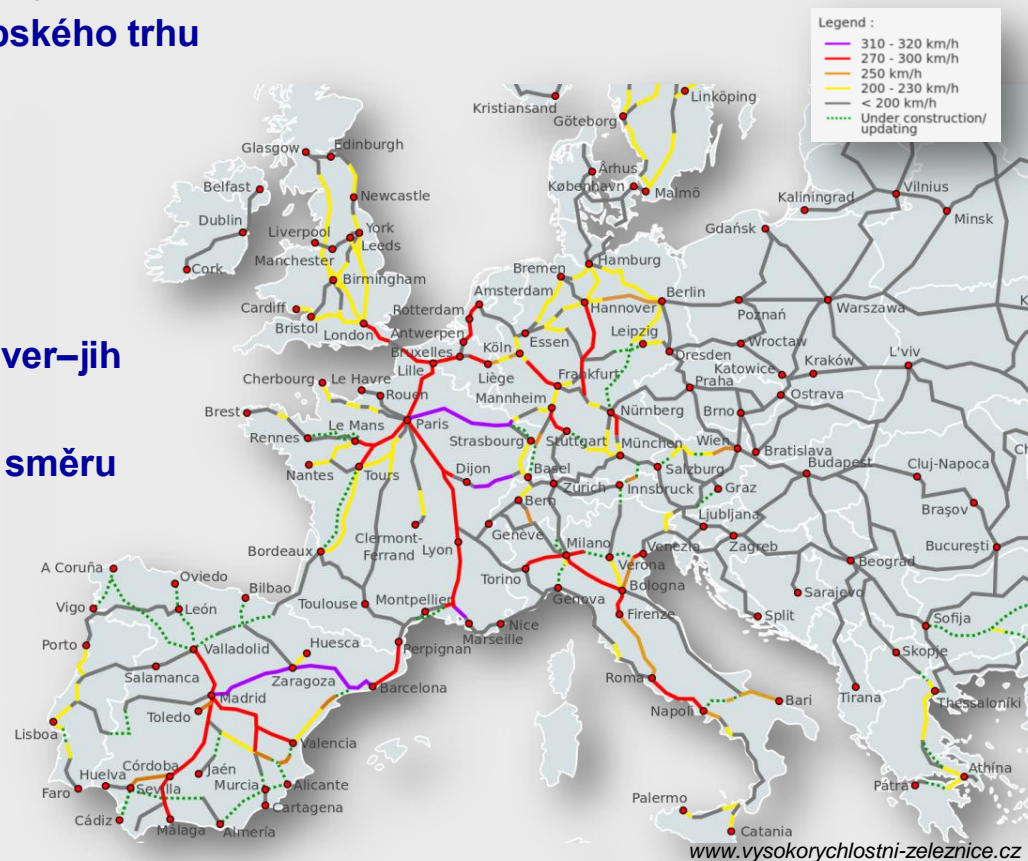 pského trhu
ver–jih
směru
Legend :
310 - 320 km/h
270 - 300 km/h
250 km/h
200 - 230 km/h
< 200 km/h
Under construction/
updating
Kristiansand
Linköping
Göteborg
Glasgow
Edinburgh
Århus
København
Malmö
Kaliningrad
Vilnius
Minsk
Belfast
Newcastle
Dublin
Liverpool
York
Leeds
Gdańsk
Cork
Manchester
Birmingham
Bremen
Hamburg
Amsterdam
Berlin
Cardiff
Rotterdam
Hannover
Poznań
Warszawa
Bristol
London
Antwerpen
Essen
Leipzig
Wroctaw
Bruxelles
Köln
Dresden
Katowice
Kraków
L'viv
Lille
Liège
Frankfurt
Praha
Ostrava
Cherbourg
Le Havre
Rouen
Mannheim
Brest
Le Mans
Paris
Nürnberg
Brno
Rennes
Strasbourg
Stuttgart
München
Wien
Bratislava
Nantes
Tours
Dijon
Basel
Salzburg
Budapest
Cluj-Napoca
Ch
Zürich
Innsbruck
Graz
Bern
Braşov
Clermont-
Ferrand
Lyon
Genève
Milano
Ljubljana
Venezia
Zagreb
Bucureşti
Bordeaux
Torino
Verona
Beograd
A Coruña
Oviedo
Bilbao
Toulouse
Montpellier
Genova
Bologna
Sarajevo
Vigo
León
Nice
Marseille
Firenze
Split
Sofija
Porto
Valladolid
Huesca
Perpignan
Skopje
Salamanca
Zaragoza
Barcelona
Roma
Tirana
Madrid
Napoli
Bari
Thessaloníki
Toledo
Lisboa
Valencia
Córdoba
Jaén
Huelva
Sevilla
Murcia
Alicante
Athína
Faro
Cartagena
Palermo
Pátra
Cádiz
Málaga
Almería
Catania
www.vysokorychlostni-zeleznice.cz